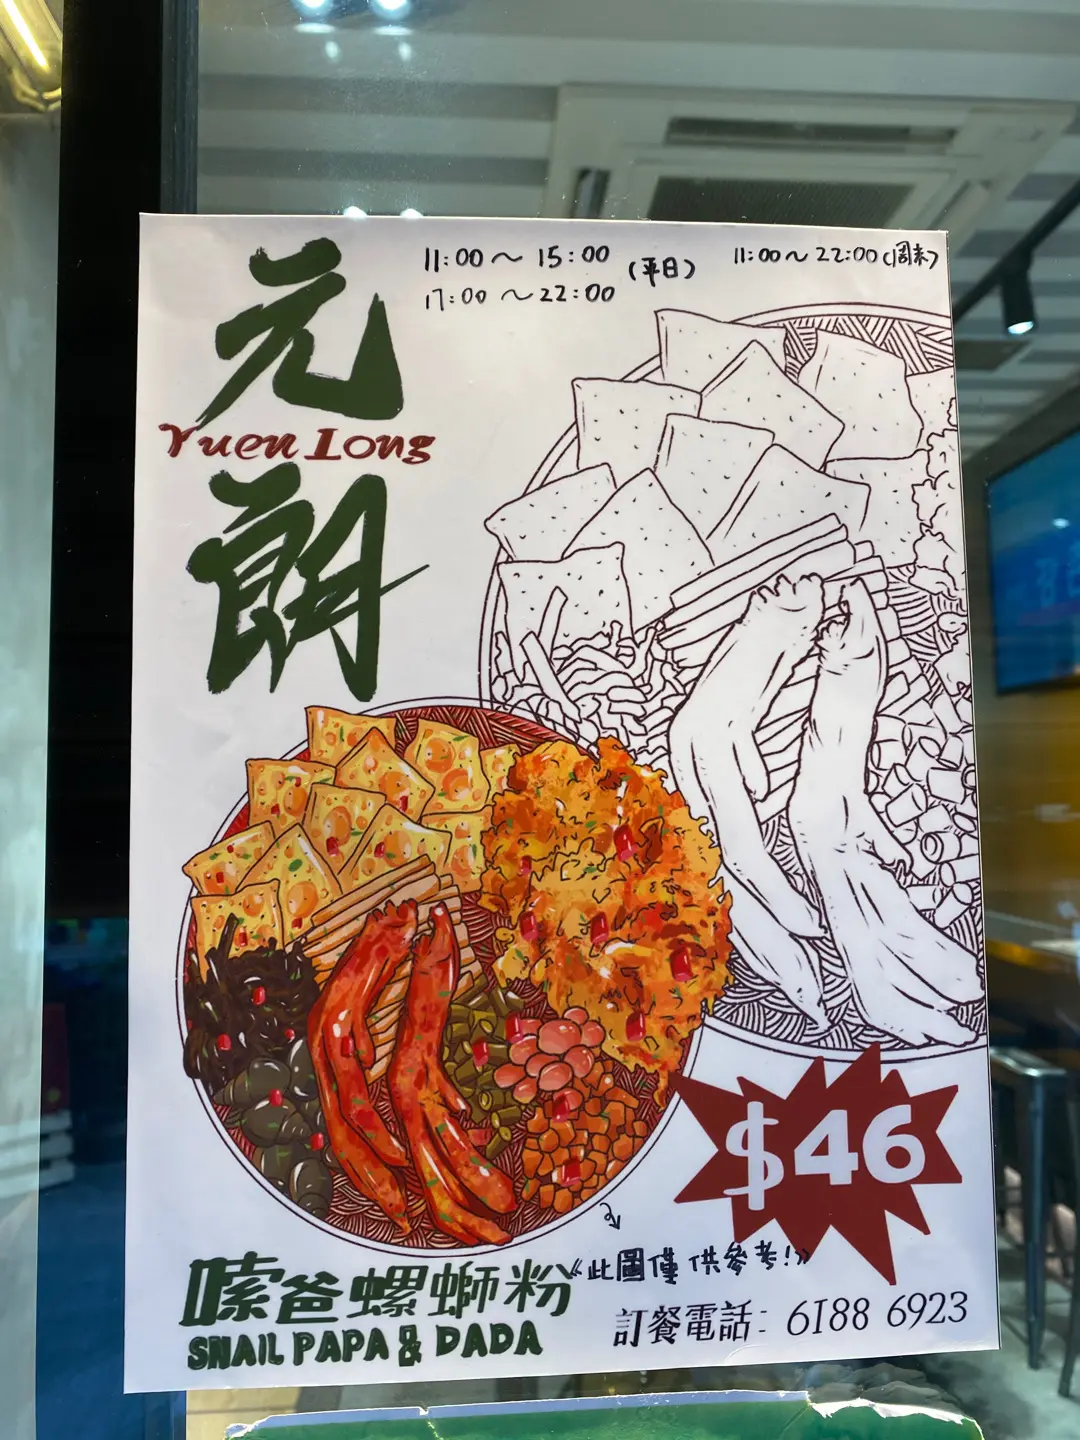 元朗
Yuen Long
11:00～15:00
17:00～22:00
(平日)
11:00～22:00(周末)
$46
嗦爸螺螄粉
SNAIL PAPA & DADA
《此圖僅供參考!》
訂餐電話: 6188 6923